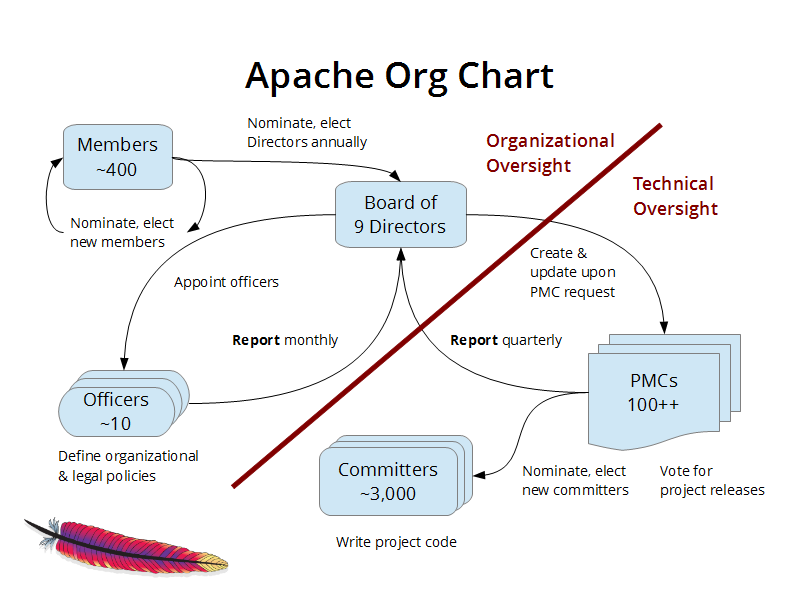 Apache Org Chart
Members
~400
Nominate, elect
Directors annually
Organizational
Oversight
Technical
Oversight
Board of
9 Directors
Nominate, elect
new members
Create &
update upon
PMC request
Appoint officers
Report monthly
Report quarterly
Officers
~10
PMCs
100++
Define organizational
& legal policies
Committers
~3,000
Nominate, elect
new committers
Vote for
project releases
Write project code